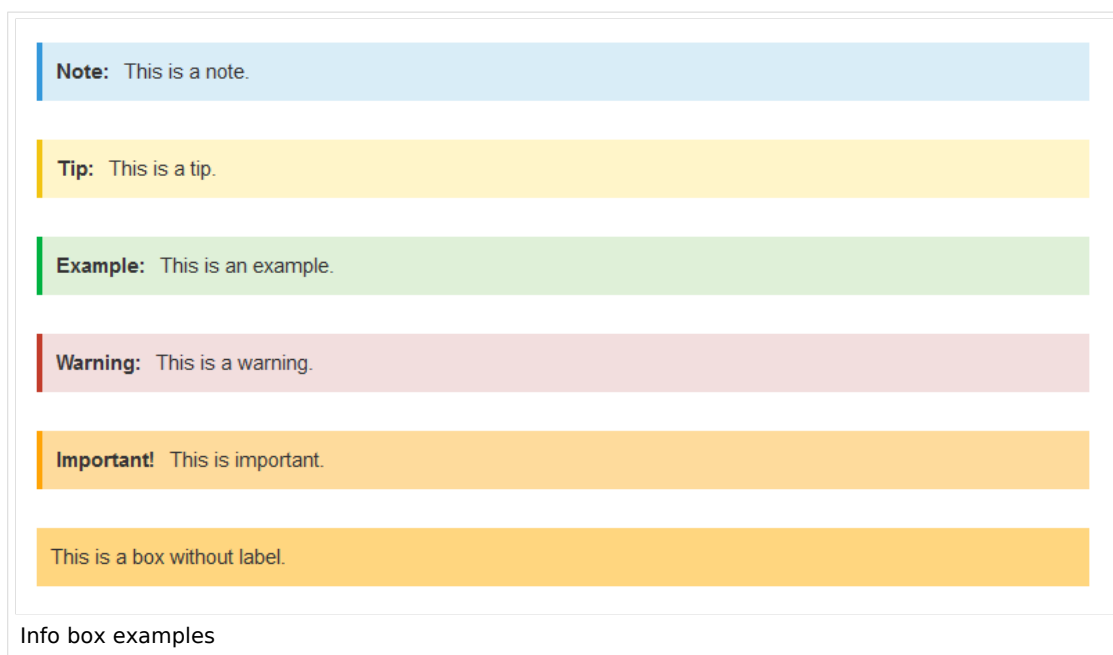 Note: This is a note.
Tip: This is a tip.
Example: This is an example.
Warning: This is a warning.
Important! This is important.
This is a box without label.
Info box examples